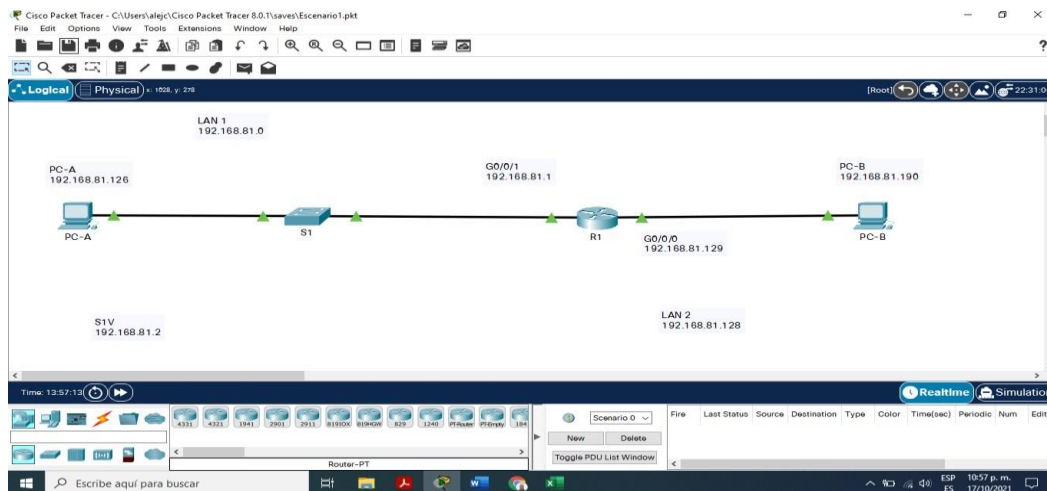 Cisco Packet Tracer - C:\Users\alejc\Cisco Packet Tracer 8.0.1\saves\Escenario1.pkt
File Edit Options View Tools Extensions Window Help
?
Logical Physical x: 1028, y: 278 [Root] 22:31:0
LAN 1
192.168.81.0
PC-A
192.168.81.126
G0/0/1
192.168.81.1
PC-B
192.168.81.190
PC-A
S1
R1
PC-B
G0/0/0
192.168.81.129
S1V
192.168.81.2
LAN 2
192.168.81.128
Time: 13:57:13 Realtime Simulation
4331 4321 1941 2901 2911 819IOX 819HGW 829 1240 PT-Router PT-Empty 184
Router-PT
Scenario 0
New Delete
Toggle PDU List Window
Fire Last Status Source Destination Type Color Time(sec) Periodic Num Edit
Escribe aquí para buscar
ESP
ES
10:57 p. m.
17/10/2021